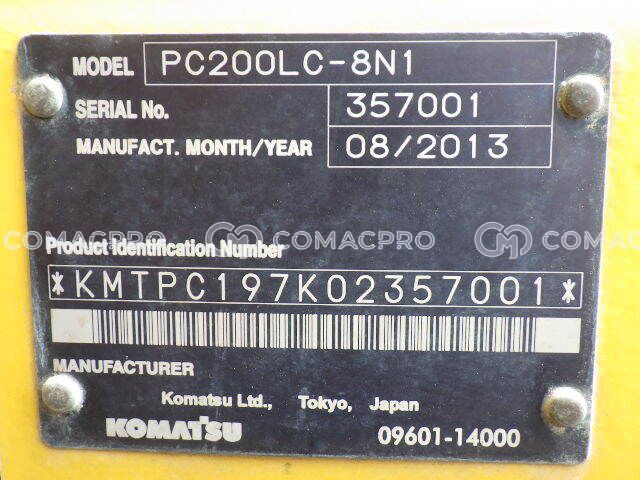 MODEL PC200LC-8N1
SERIAL No. 357001
MANUFACT. MONTH/YEAR 08/2013
COMACPRO COMACPRO COMACPRO
Product Identification Number
*KMTPC197K02357001*
MANUFACTURER
Komatsu Ltd., Tokyo, Japan
KOMATSU 09601-14000